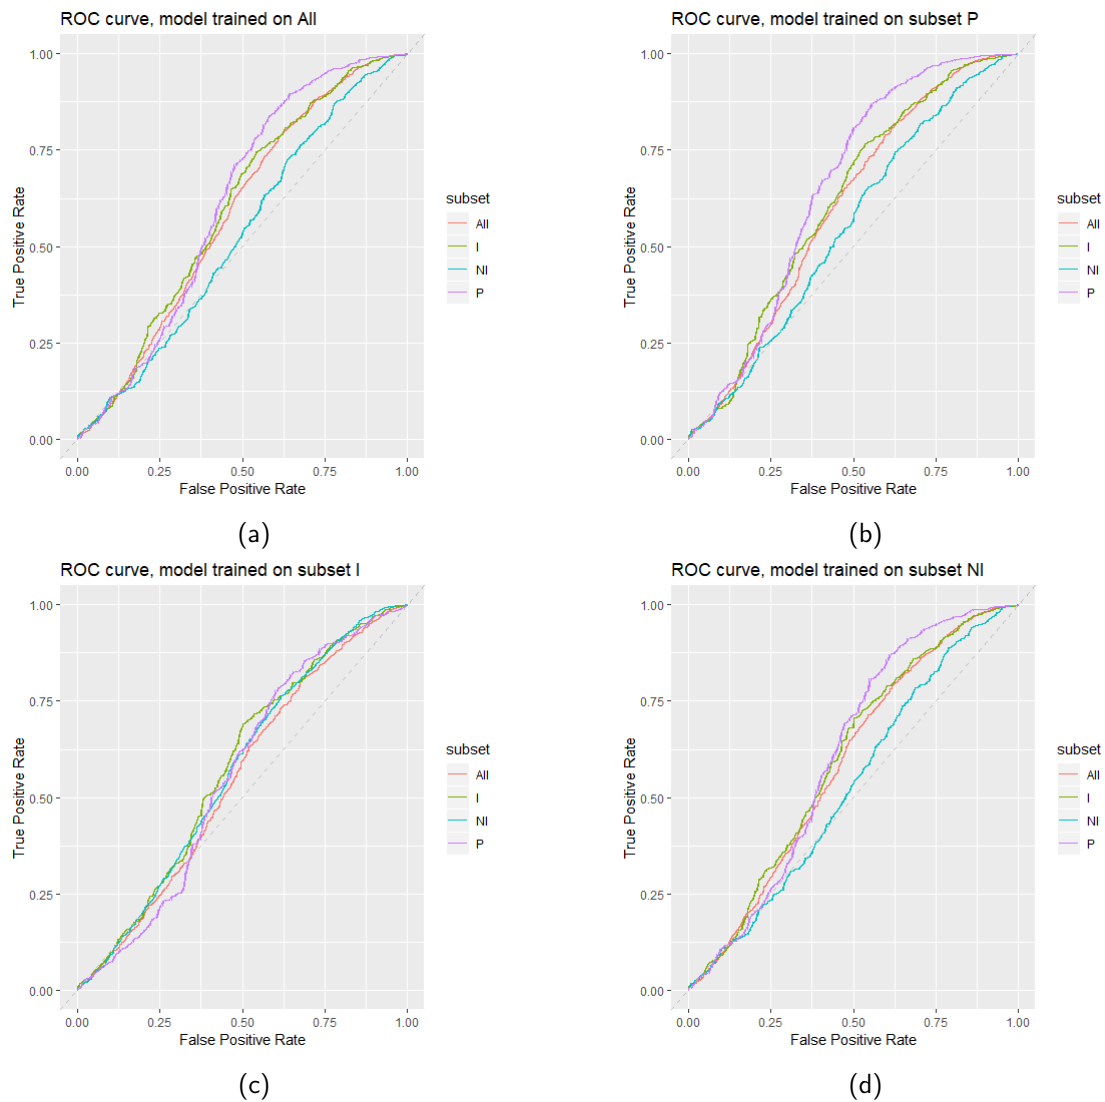 ROC curve, model trained on All
True Positive Rate
1.00
0.75
0.50
0.25
0.00
0.00 0.25 0.50 0.75 1.00
False Positive Rate
subset
All
I
NI
P
(a)
ROC curve, model trained on subset P
True Positive Rate
1.00
0.75
0.50
0.25
0.00
0.00 0.25 0.50 0.75 1.00
False Positive Rate
subset
All
I
NI
P
(b)
ROC curve, model trained on subset I
True Positive Rate
1.00
0.75
0.50
0.25
0.00
0.00 0.25 0.50 0.75 1.00
False Positive Rate
subset
All
I
NI
P
(c)
ROC curve, model trained on subset NI
True Positive Rate
1.00
0.75
0.50
0.25
0.00
0.00 0.25 0.50 0.75 1.00
False Positive Rate
subset
All
I
NI
P
(d)